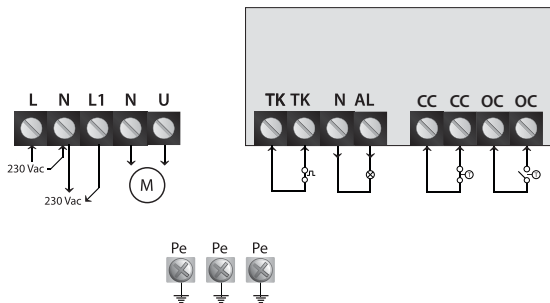 L N L1 N U
TK TK N AL CC CC OC OC
230 Vac
230 Vac
M
Pe Pe Pe